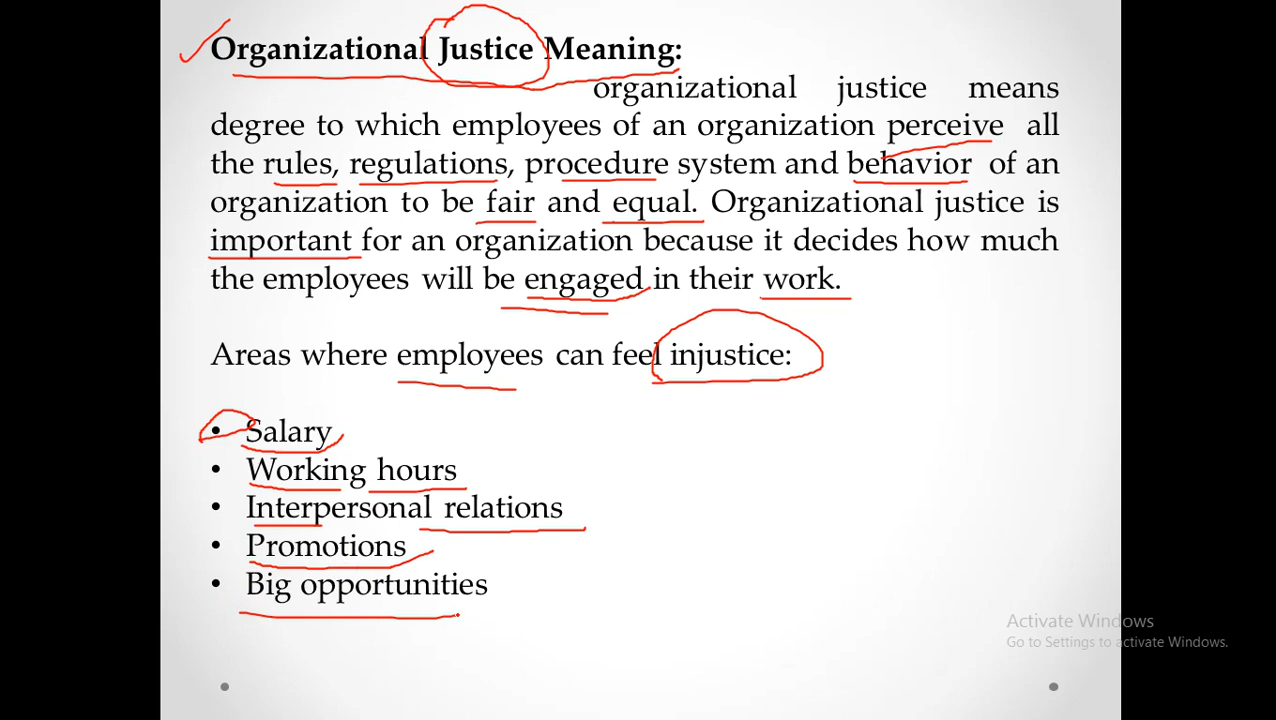 Organizational Justice Meaning:
organizational justice means
degree to which employees of an organization perceive all
the rules, regulations, procedure system and behavior of an
organization to be fair and equal. Organizational justice is
important for an organization because it decides how much
the employees will be engaged in their work.
Areas where employees can feel injustice:
• Salary
• Working hours
• Interpersonal relations
• Promotions
• Big opportunities
Activate Windows
Go to Settings to activate Windows.